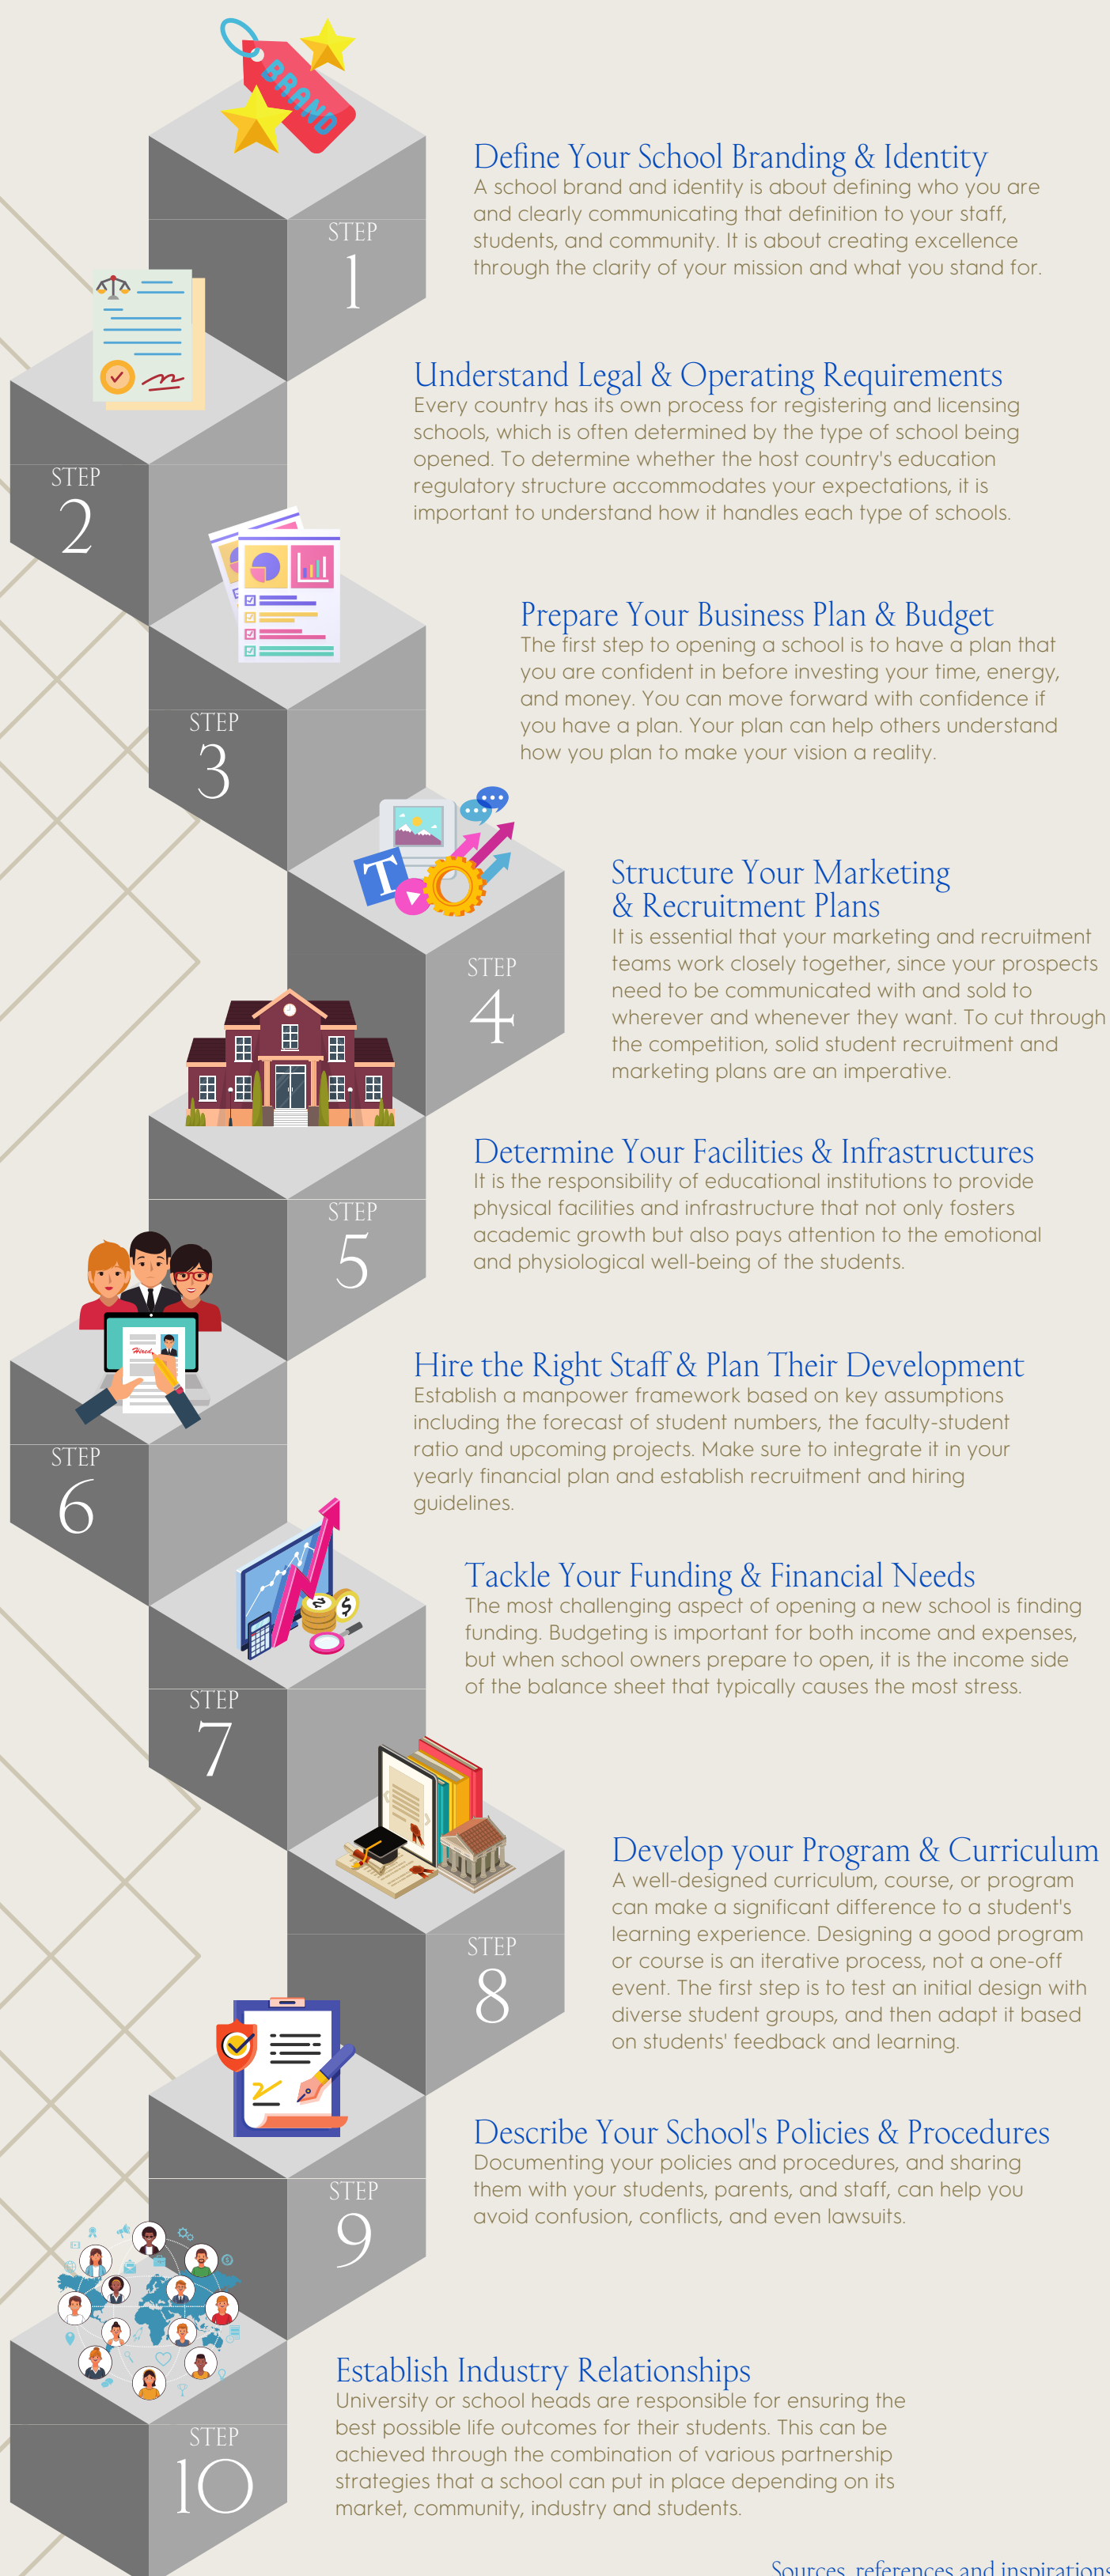 BRAND
Define Your School Branding & Identity
A school brand and identity is about defining who you are
and clearly communicating that definition to your staff,
students, and community. It is about creating excellence
through the clarity of your mission and what you stand for.
STEP
1
Understand Legal & Operating Requirements
Every country has its own process for registering and licensing
schools, which is often determined by the type of school being
opened. To determine whether the host country's education
regulatory structure accommodates your expectations, it is
important to understand how it handles each type of schools.
STEP
2
Prepare Your Business Plan & Budget
The first step to opening a school is to have a plan that
you are confident in before investing your time, energy,
and money. You can move forward with confidence if
you have a plan. Your plan can help others understand
how you plan to make your vision a reality.
STEP
3
Structure Your Marketing
& Recruitment Plans
It is essential that your marketing and recruitment
teams work closely together, since your prospects
need to be communicated with and sold to
wherever and whenever they want. To cut through
the competition, solid student recruitment and
marketing plans are an imperative.
T
STEP
4
Determine Your Facilities & Infrastructures
It is the responsibility of educational institutions to provide
physical facilities and infrastructure that not only fosters
academic growth but also pays attention to the emotional
and physiological well-being of the students.
STEP
5
Hire the Right Staff & Plan Their Development
Establish a manpower framework based on key assumptions
including the forecast of student numbers, the faculty-student
ratio and upcoming projects. Make sure to integrate it in your
yearly financial plan and establish recruitment and hiring
guidelines.
Hired
STEP
6
Tackle Your Funding & Financial Needs
The most challenging aspect of opening a new school is finding
funding. Budgeting is important for both income and expenses,
but when school owners prepare to open, it is the income side
of the balance sheet that typically causes the most stress.
$
STEP
7
Develop your Program & Curriculum
A well-designed curriculum, course, or program
can make a significant difference to a student's
learning experience. Designing a good program
or course is an iterative process, not a one-off
event. The first step is to test an initial design with
diverse student groups, and then adapt it based
on students' feedback and learning.
STEP
8
Describe Your School's Policies & Procedures
Documenting your policies and procedures, and sharing
them with your students, parents, and staff, can help you
avoid confusion, conflicts, and even lawsuits.
STEP
9
Establish Industry Relationships
University or school heads are responsible for ensuring the
best possible life outcomes for their students. This can be
achieved through the combination of various partnership
strategies that a school can put in place depending on its
market, community, industry and students.
STEP
10
Sources, references and inspirations